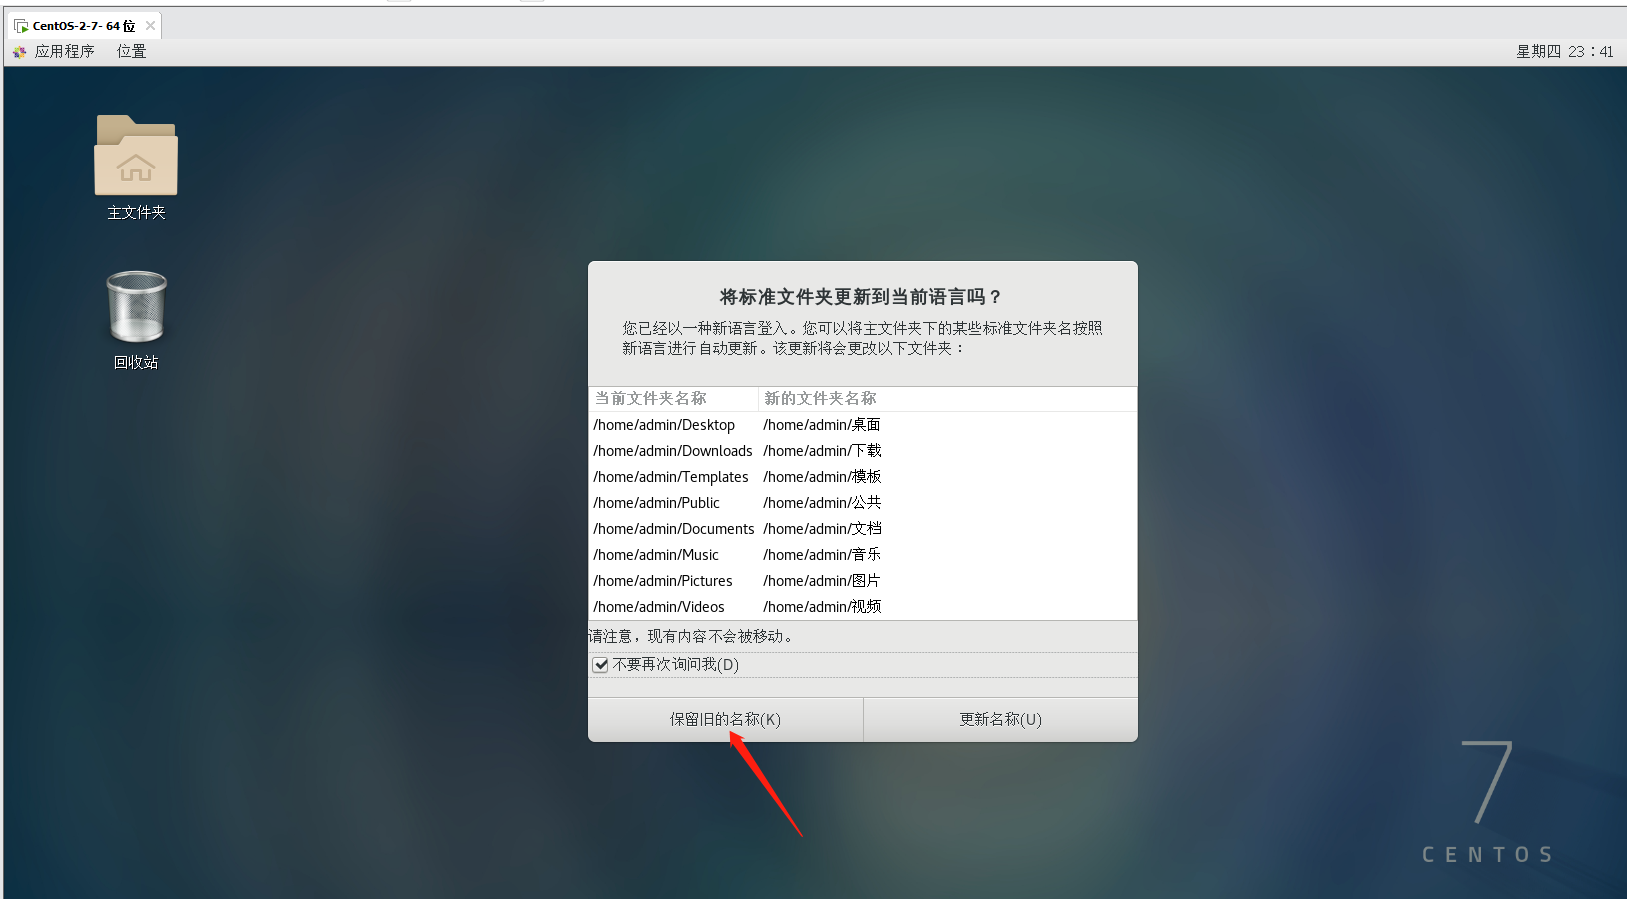 CentOS-2-7- 64 位
应用程序 位置 星期四 23：41
主文件夹
回收站
将标准文件夹更新到当前语言吗？
您已经以一种新语言登入。您可以将主文件夹下的某些标准文件夹名按照
新语言进行自动更新。该更新将会更改以下文件夹：
当前文件夹名称 新的文件夹名称
/home/admin/Desktop /home/admin/桌面
/home/admin/Downloads /home/admin/下载
/home/admin/Templates /home/admin/模板
/home/admin/Public /home/admin/公共
/home/admin/Documents /home/admin/文档
/home/admin/Music /home/admin/音乐
/home/admin/Pictures /home/admin/图片
/home/admin/Videos /home/admin/视频
请注意，现有内容不会被移动。
不要再次询问我(D)
保留旧的名称(K) 更新名称(U)
7
CENTOS